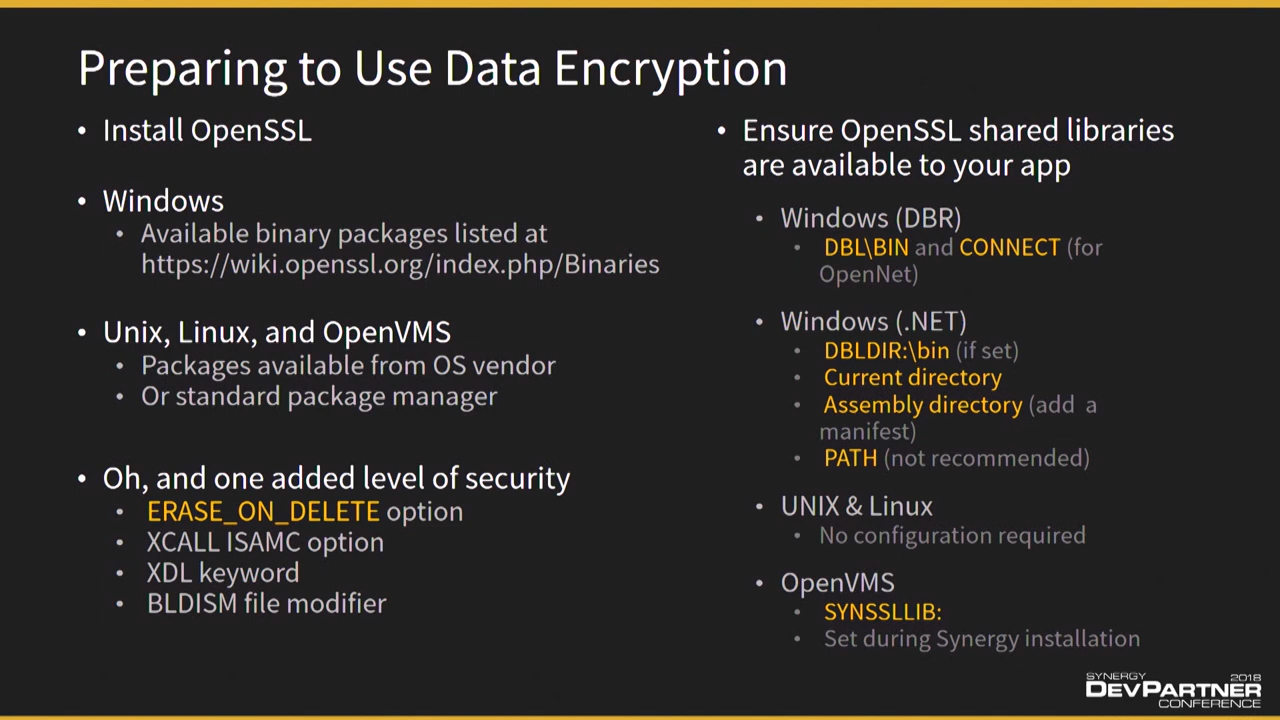 Preparing to Use Data Encryption
• Install OpenSSL
• Windows
• Available binary packages listed at
https://wiki.openssl.org/index.php/Binaries
• Unix, Linux, and OpenVMS
• Packages available from OS vendor
• Or standard package manager
• Oh, and one added level of security
• ERASE_ON_DELETE option
• XCALL ISAMC option
• XDL keyword
• BLDISM file modifier
• Ensure OpenSSL shared libraries
are available to your app
• Windows (DBR)
• DBL\BIN and CONNECT (for
OpenNet)
• Windows (.NET)
• DBLDIR:\bin (if set)
• Current directory
• Assembly directory (add a
manifest)
• PATH (not recommended)
• UNIX & Linux
• No configuration required
• OpenVMS
• SYNSSLLIB:
• Set during Synergy installation
SYNERGY 2018
DEVPARTNER
CONFERENCE